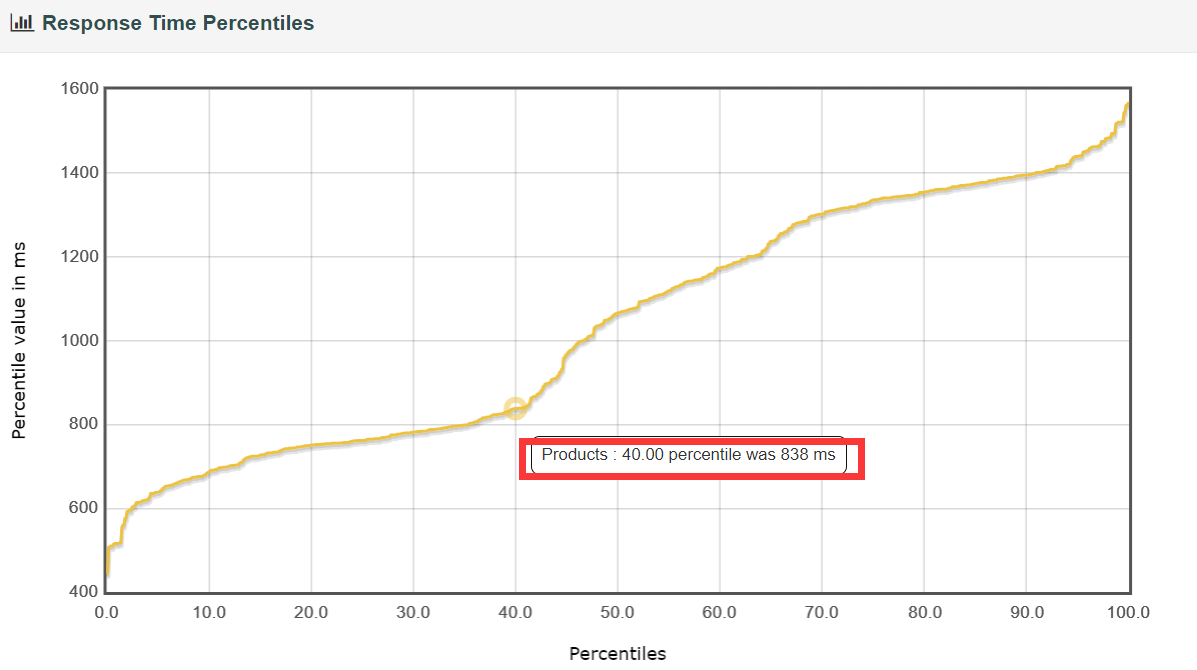 Response Time Percentiles
1600
1400
1200
1000
800
600
400
Percentile value in ms
Products : 40.00 percentile was 838 ms
0.0 10.0 20.0 30.0 40.0 50.0 60.0 70.0 80.0 90.0 100.0
Percentiles